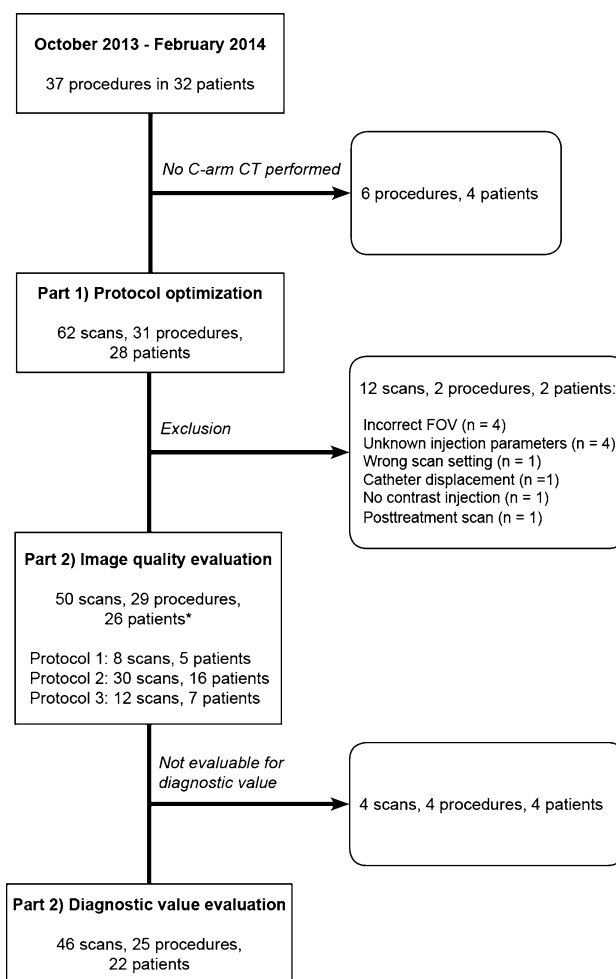 October 2013 - February 2014
37 procedures in 32 patients
No C-arm CT performed
6 procedures, 4 patients
Part 1) Protocol optimization
62 scans, 31 procedures,
28 patients
Exclusion
12 scans, 2 procedures, 2 patients:
Incorrect FOV (n = 4)
Unknown injection parameters (n = 4)
Wrong scan setting (n = 1)
Catheter displacement (n =1)
No contrast injection (n = 1)
Posttreatment scan (n = 1)
Part 2) Image quality evaluation
50 scans, 29 procedures,
26 patients*
Protocol 1: 8 scans, 5 patients
Protocol 2: 30 scans, 16 patients
Protocol 3: 12 scans, 7 patients
Not evaluable for
diagnostic value
4 scans, 4 procedures, 4 patients
Part 2) Diagnostic value evaluation
46 scans, 25 procedures,
22 patients